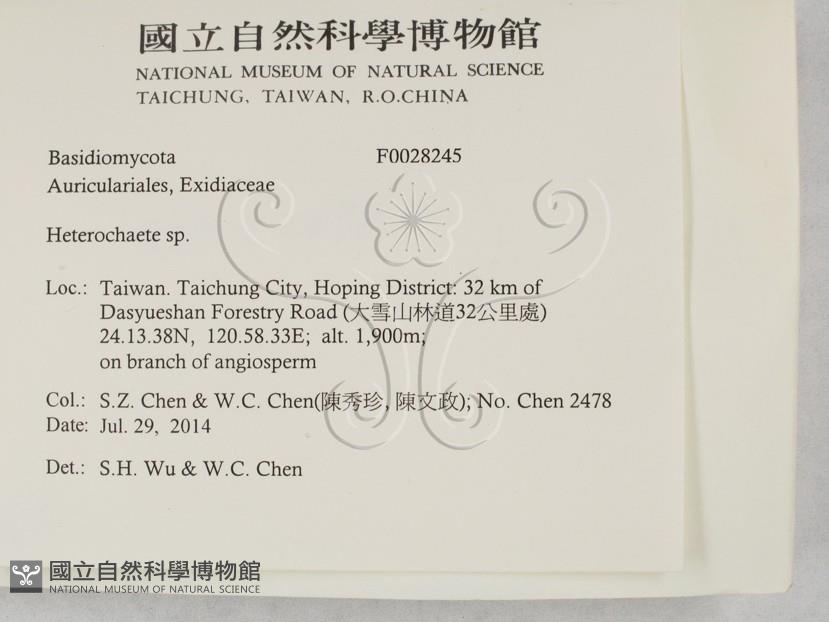 國立自然科學博物館
NATIONAL MUSEUM OF NATURAL SCIENCE
TAICHUNG, TAIWAN, R.O.CHINA
Basidiomycota F0028245
Auriculariales, Exidiaceae
Heterochaete sp.
Loc.: Taiwan. Taichung City, Hoping District: 32 km of
Dasyueshan Forestry Road (大雪山林道32公里處)
24.13.38N, 120.58.33E; alt. 1,900m;
on branch of angiosperm
Col.: S.Z. Chen & W.C. Chen(陳秀珍, 陳文政); No. Chen 2478
Date: Jul. 29, 2014
Det.: S.H. Wu & W.C. Chen
國立自然科學博物館
NATIONAL MUSEUM OF NATURAL SCIENCE